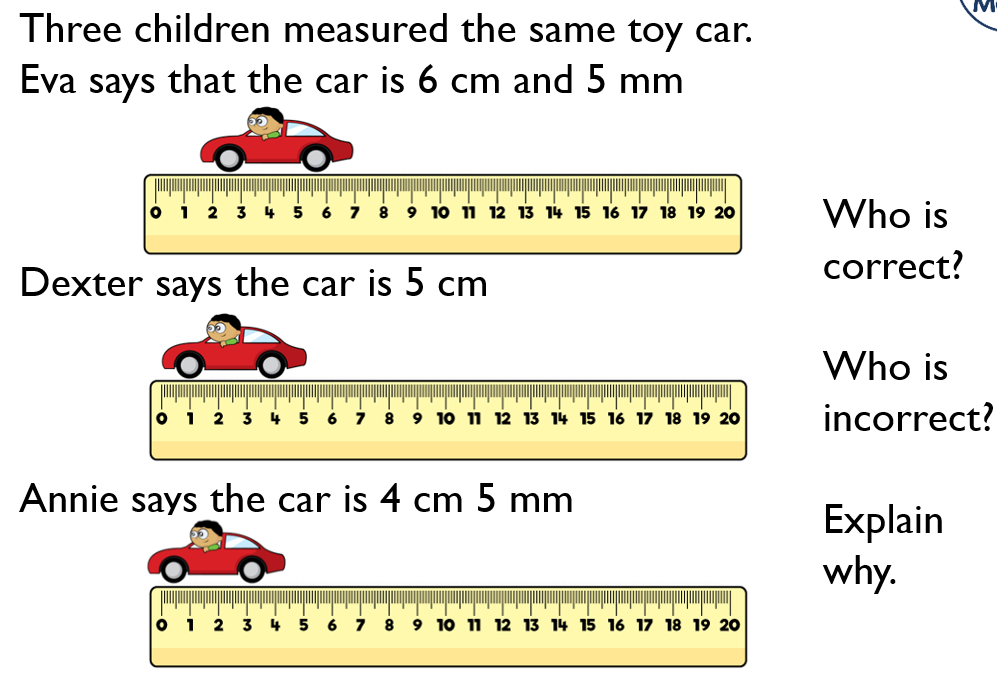 Three children measured the same toy car.
Eva says that the car is 6 cm and 5 mm
0 1 2 3 4 5 6 7 8 9 10 11 12 13 14 15 16 17 18 19 20
Dexter says the car is 5 cm
0 1 2 3 4 5 6 7 8 9 10 11 12 13 14 15 16 17 18 19 20
Annie says the car is 4 cm 5 mm
0 1 2 3 4 5 6 7 8 9 10 11 12 13 14 15 16 17 18 19 20
Who is
correct?
Who is
incorrect?
Explain
why.